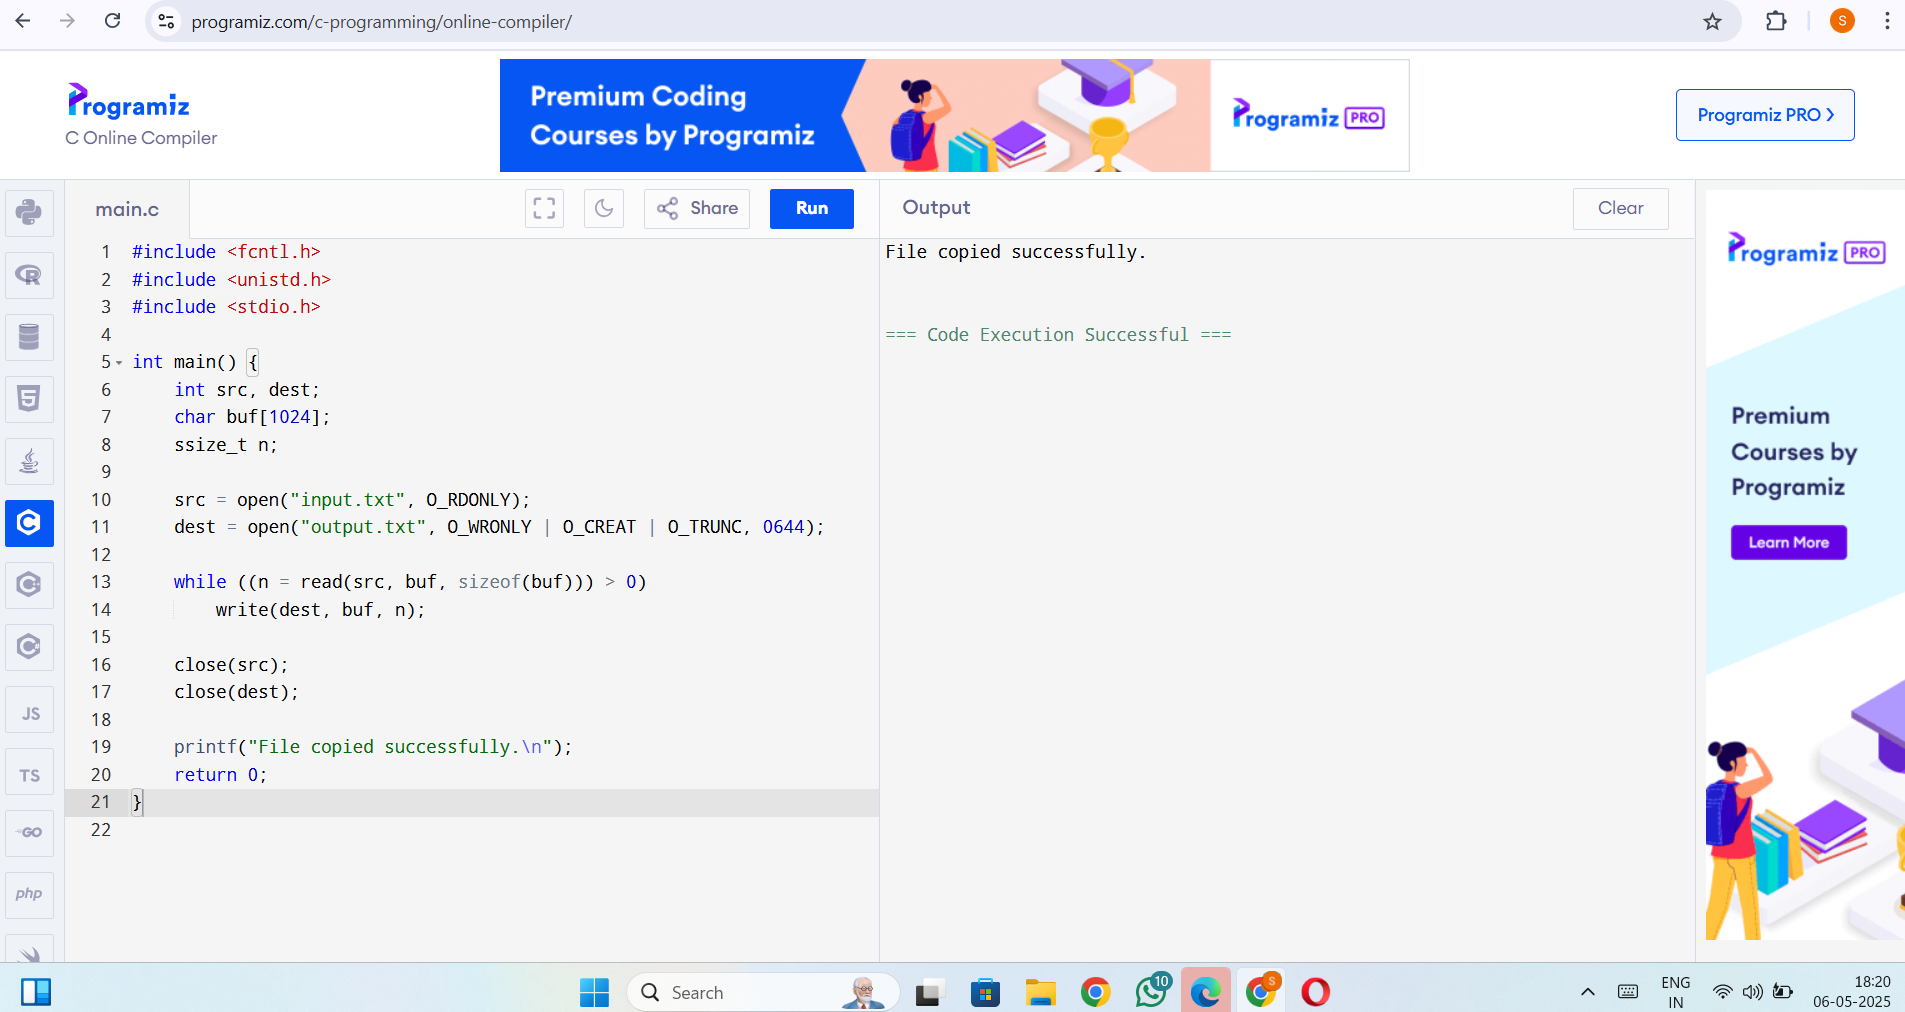 programiz.com/c-programming/online-compiler/
S
Programiz
C Online Compiler
Premium Coding
Courses by Programiz
Programiz PRO
Programiz PRO ❯
main.c
Share
Run
Output
Clear
1 #include <fcntl.h>
2 #include <unistd.h>
3 #include <stdio.h>
4
5 int main() {
6 int src, dest;
7 char buf[1024];
8 ssize_t n;
9
10 src = open("input.txt", O_RDONLY);
11 dest = open("output.txt", O_WRONLY | O_CREAT | O_TRUNC, 0644);
12
13 while ((n = read(src, buf, sizeof(buf))) > 0)
14 write(dest, buf, n);
15
16 close(src);
17 close(dest);
18
19 printf("File copied successfully.\n");
20 return 0;
21 }
22
File copied successfully.
=== Code Execution Successful ===
Programiz PRO
Premium
Courses by
Programiz
Learn More
R
5
C
C
C
JS
TS
GO
php
Search
10
S
ENG
IN
18:20
06-05-2025